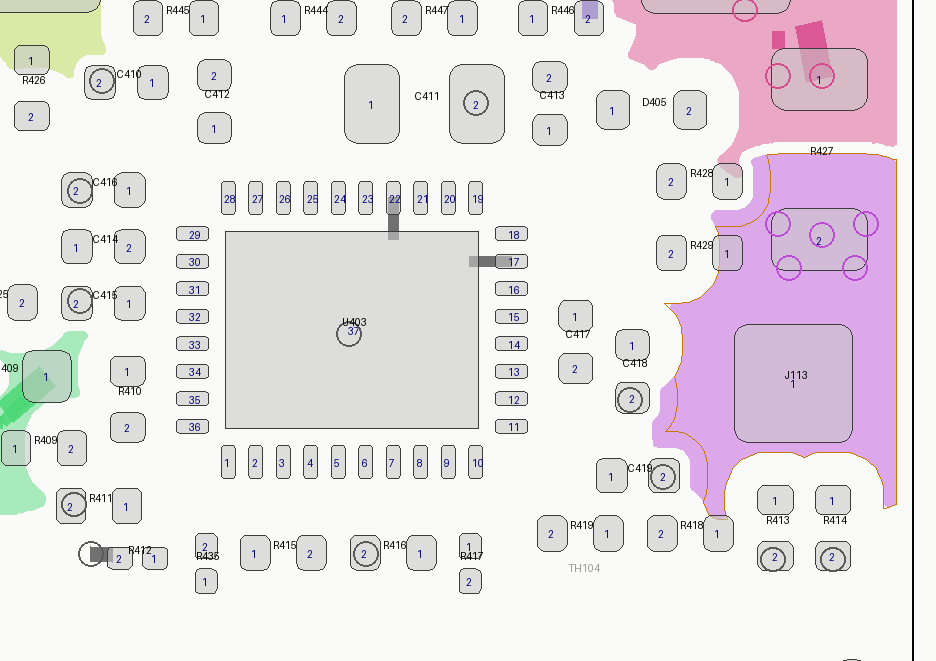 2 R445 1 1 R444 2 2 R447 1 1 R446 2
1 R426 2
2 C410 1
2 C412 1
1 C411 2
2 C413 1
1 D405 2
1 R427 2
2 R428 1
2 R429 1
2 C416 1
1 C414 2
25 2
2 C415 1
28 27 26 25 24 23 22 21 20 19
29 18
30 17
31 16
32 15
33 14
34 13
35 12
36 11
U403
37
1 2 3 4 5 6 7 8 9 10
1 C417 2
1 C418 2
J113
1
409 1
1 R410 2
1 R409 2
2 R411 1
2 R412 1
2 R435 1
1 R415 2
2 R416 1
1 R417 2
1 C419 2
2 R419 1
2 R418 1
1 R413 2
1 R414 2
TH104